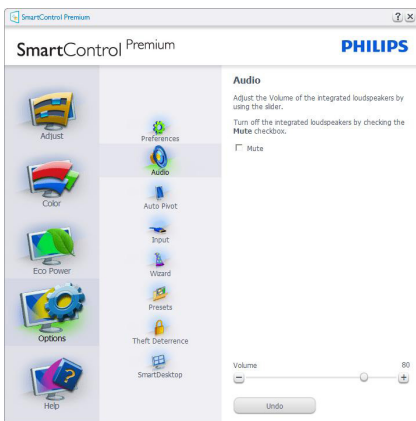 SmartControl Premium
SmartControl Premium
PHILIPS
Adjust
Color
Eco Power
Options
Help
Preferences
Audio
Auto Pivot
Input
Wizard
Presets
Theft Deterrence
SmartDesktop
Audio
Adjust the Volume of the integrated loudspeakers by
using the slider.
Turn off the integrated loudspeakers by checking the
Mute checkbox.
Mute
Volume
80
Undo